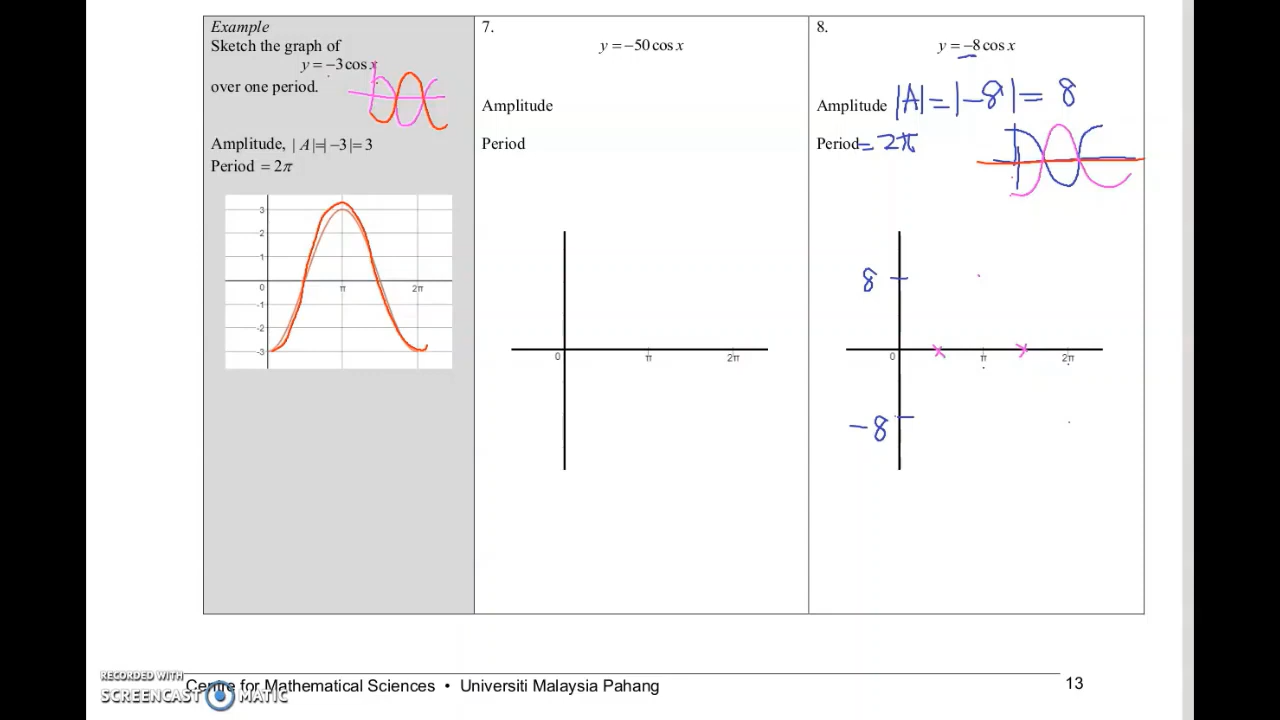 Example
Sketch the graph of
y = −3 cos x
over one period.
Amplitude, | A |=| −3 |= 3
Period = 2π
3
2
1
0
π
2π
-1
-2
-3
7.
y = −50 cos x
Amplitude
Period
0
π
2π
8.
y = −8 cos x
Amplitude |A| = |−8| = 8
Period = 2π
8
0
π
2π
−8
RECORDED WITH
SCREENCAST MATIC
Centre for Mathematical Sciences • Universiti Malaysia Pahang
13